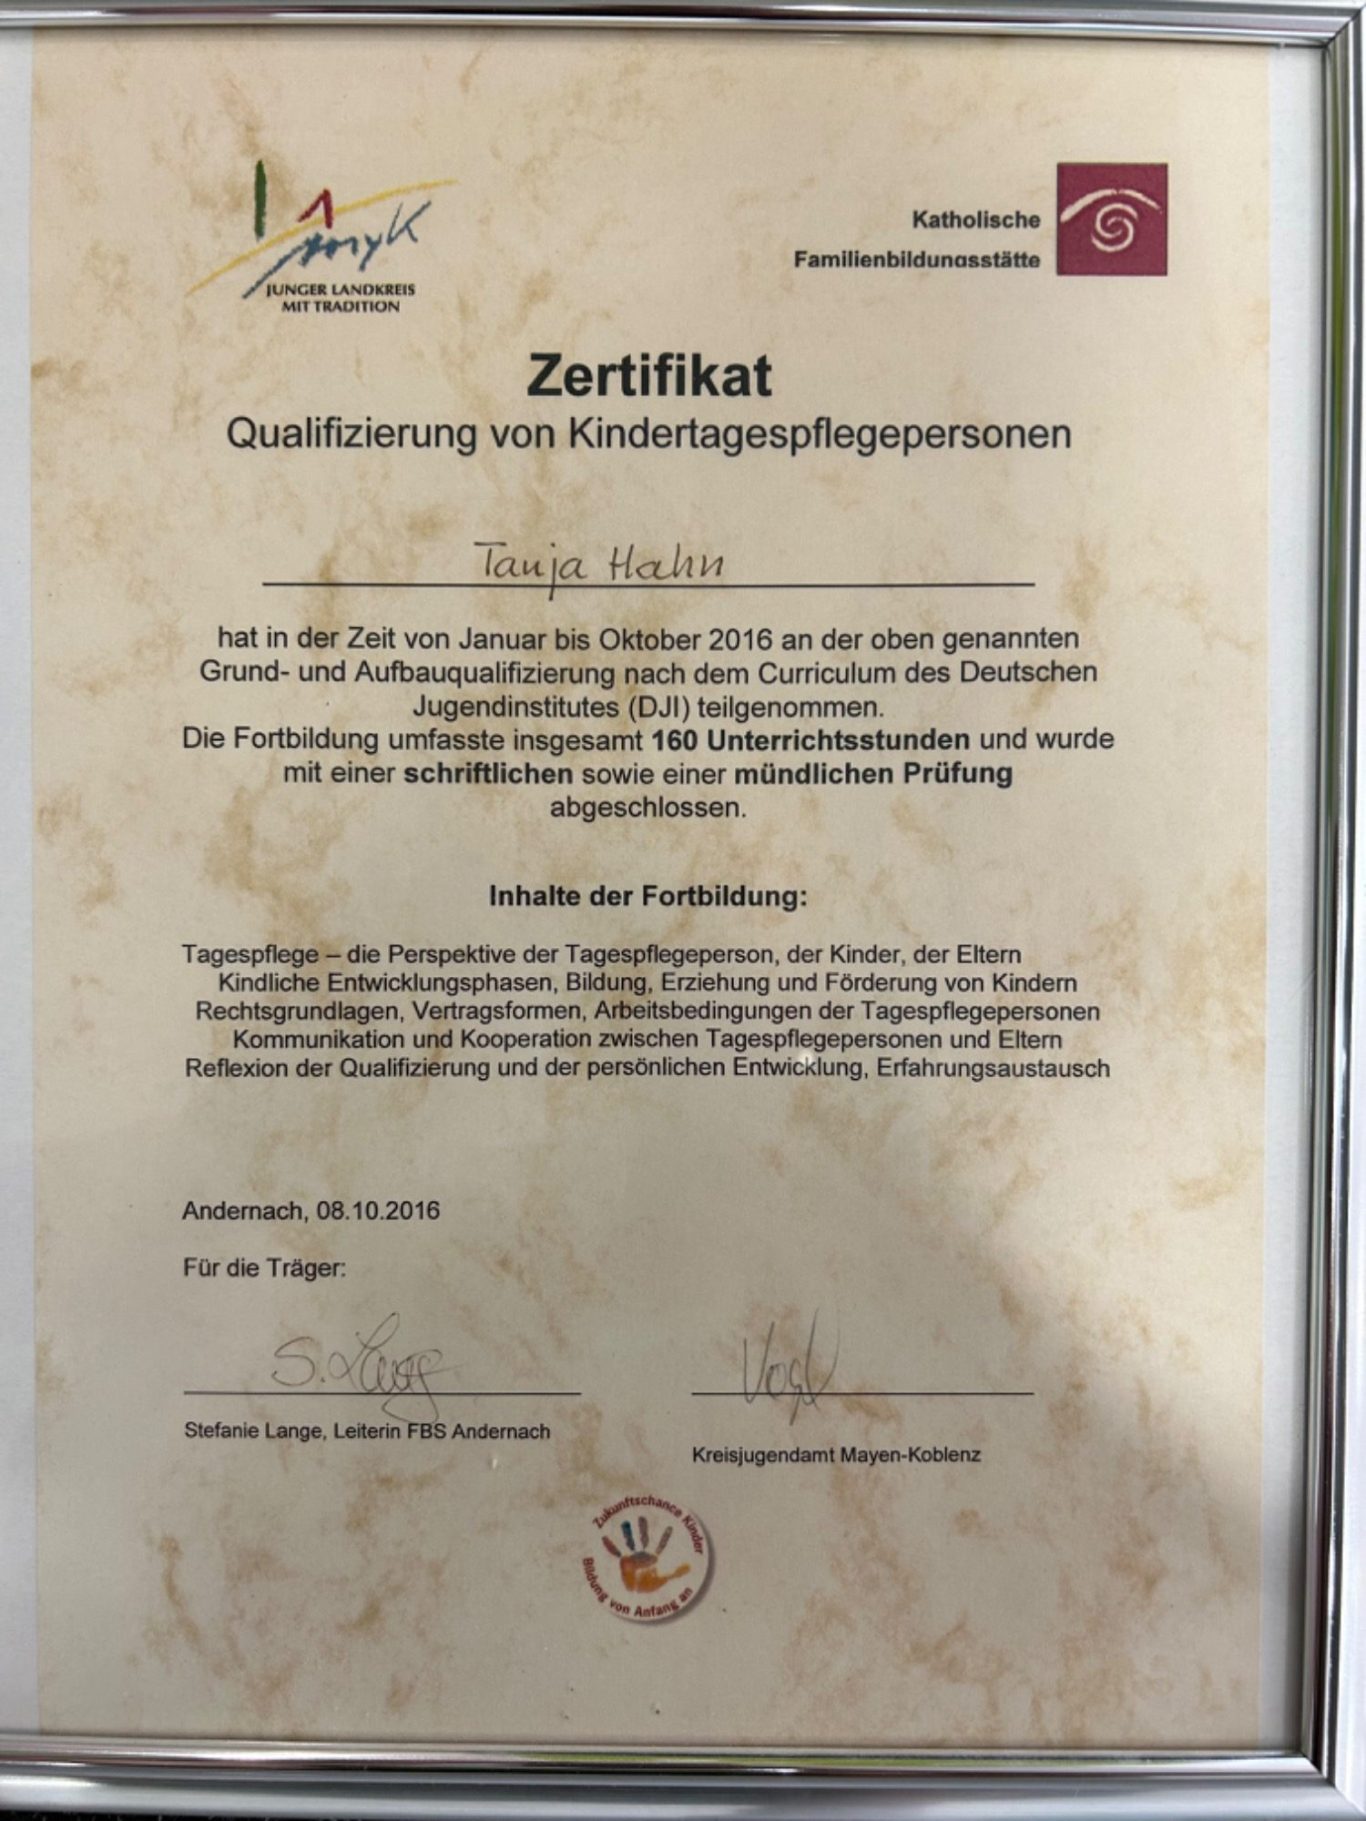 myk
JUNGER LANDKREIS
MIT TRADITION
Katholische
Familienbildungsstätte
Zertifikat
Qualifizierung von Kindertagespflegepersonen
Tanja Hahn
hat in der Zeit von Januar bis Oktober 2016 an der oben genannten
Grund- und Aufbauqualifizierung nach dem Curriculum des Deutschen
Jugendinstitutes (DJI) teilgenommen.
Die Fortbildung umfasste insgesamt 160 Unterrichtsstunden und wurde
mit einer schriftlichen sowie einer mündlichen Prüfung
abgeschlossen.
Inhalte der Fortbildung:
Tagespflege – die Perspektive der Tagespflegeperson, der Kinder, der Eltern
Kindliche Entwicklungsphasen, Bildung, Erziehung und Förderung von Kindern
Rechtsgrundlagen, Vertragsformen, Arbeitsbedingungen der Tagespflegepersonen
Kommunikation und Kooperation zwischen Tagespflegepersonen und Eltern
Reflexion der Qualifizierung und der persönlichen Entwicklung, Erfahrungsaustausch
Andernach, 08.10.2016
Für die Träger:
S. Lange
Stefanie Lange, Leiterin FBS Andernach
Kreisjugendamt Mayen-Koblenz
Zukunftschance Kinder
Bildung von Anfang an